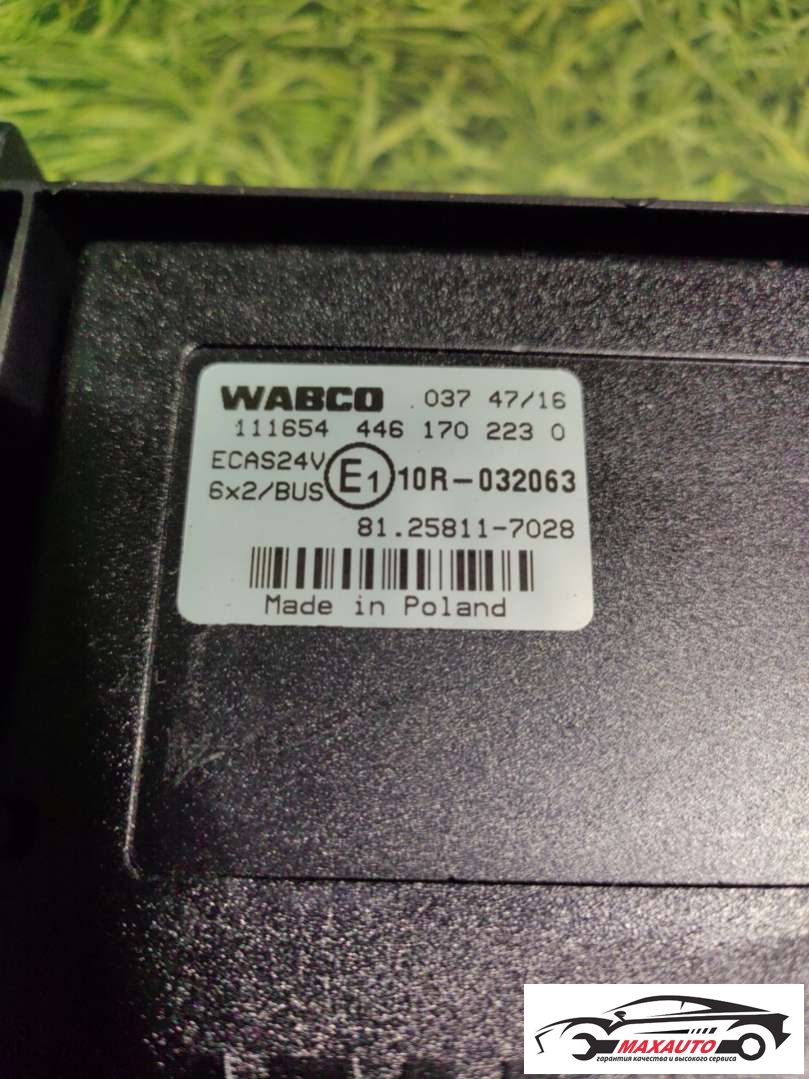 WABCO .037 47/16
111654 446 170 223 0
ECAS24V
6x2/BUS
E1 10R-032063
81.25811-7028
Made in Poland
MAXAUTO
гарантия качества и высокого сервиса